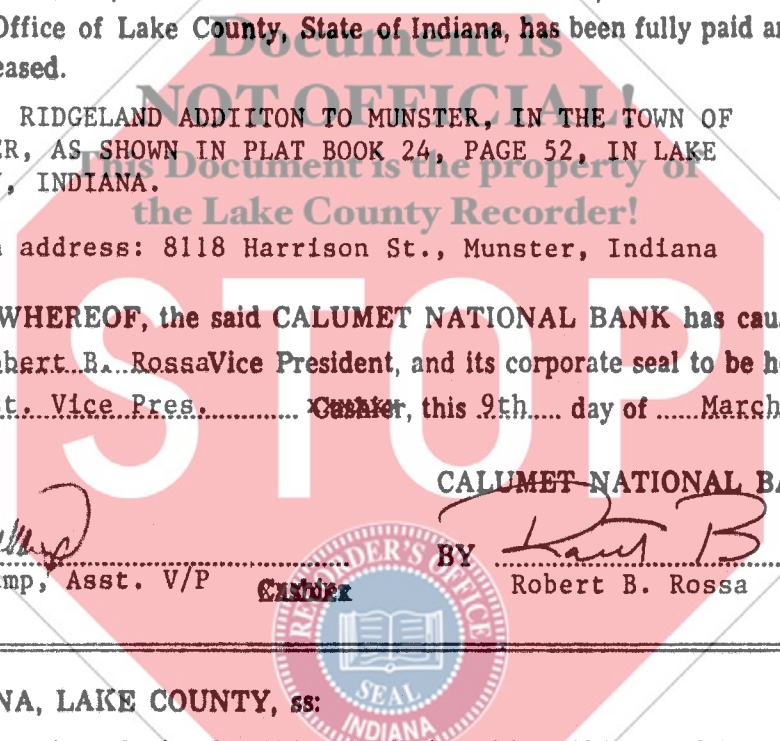 Office of Lake County, State of Indiana, has been fully paid an
eased.
Document is
NOT OFFICIAL!
This Document is the property of
the Lake County Recorder!
RIDGELAND ADDIITON TO MUNSTER, IN THE TOWN OF
ER, AS SHOWN IN PLAT BOOK 24, PAGE 52, IN LAKE
, INDIANA.
address: 8118 Harrison St., Munster, Indiana
STOP
WHEREOF, the said CALUMET NATIONAL BANK has cau
bert B. Rossa Vice President, and its corporate seal to be h
t. Vice Pres. Cashier, this 9th day of March
CALUMET NATIONAL BA
BY
mp, Asst. V/P Cashier Robert B. Rossa
RECORDER'S OFFICE
SEAL
INDIANA
NA, LAKE COUNTY, ss: